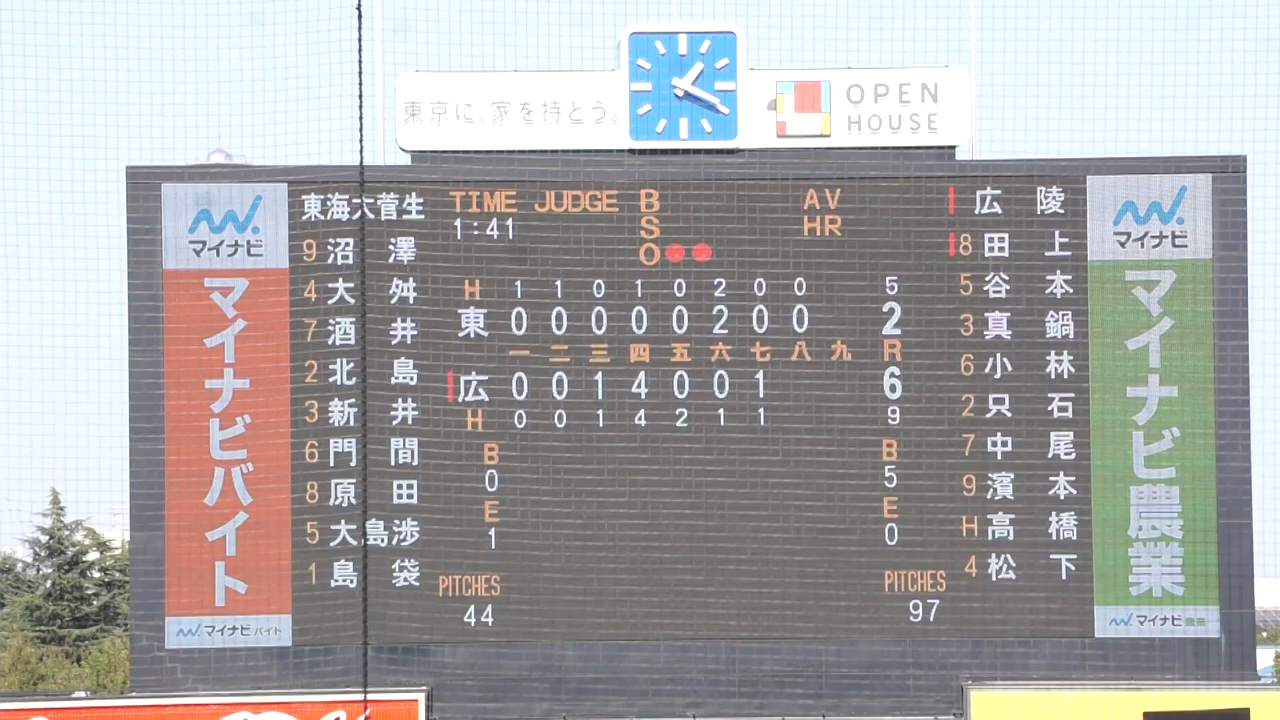 東京に、家を持とう。
OPEN
HOUSE
マイナビ
マイナビバイト
マイナビ バイト
東海大菅生
9 沼澤
4 大舛
7 酒井
2 北島
3 新井
6 門間
8 原田
5 大島渉
1 島袋
TIME JUDGE B AV
1:41 S HR
O
H 1 1 0 1 0 2 0 0 5
東 0 0 0 0 0 2 0 0 2
一 二 三 四 五 六 七 八 九 R
広 0 0 1 4 0 0 1 6
H 0 0 1 4 2 1 1 9
B B
0 5
E E
1 0
PITCHES PITCHES
44 97
広陵
8 田上
5 谷本
3 真鍋
6 小林
2 只石
7 中尾
9 濱本
H 高橋
4 松下
マイナビ
マイナビ農業
マイナビ 農業